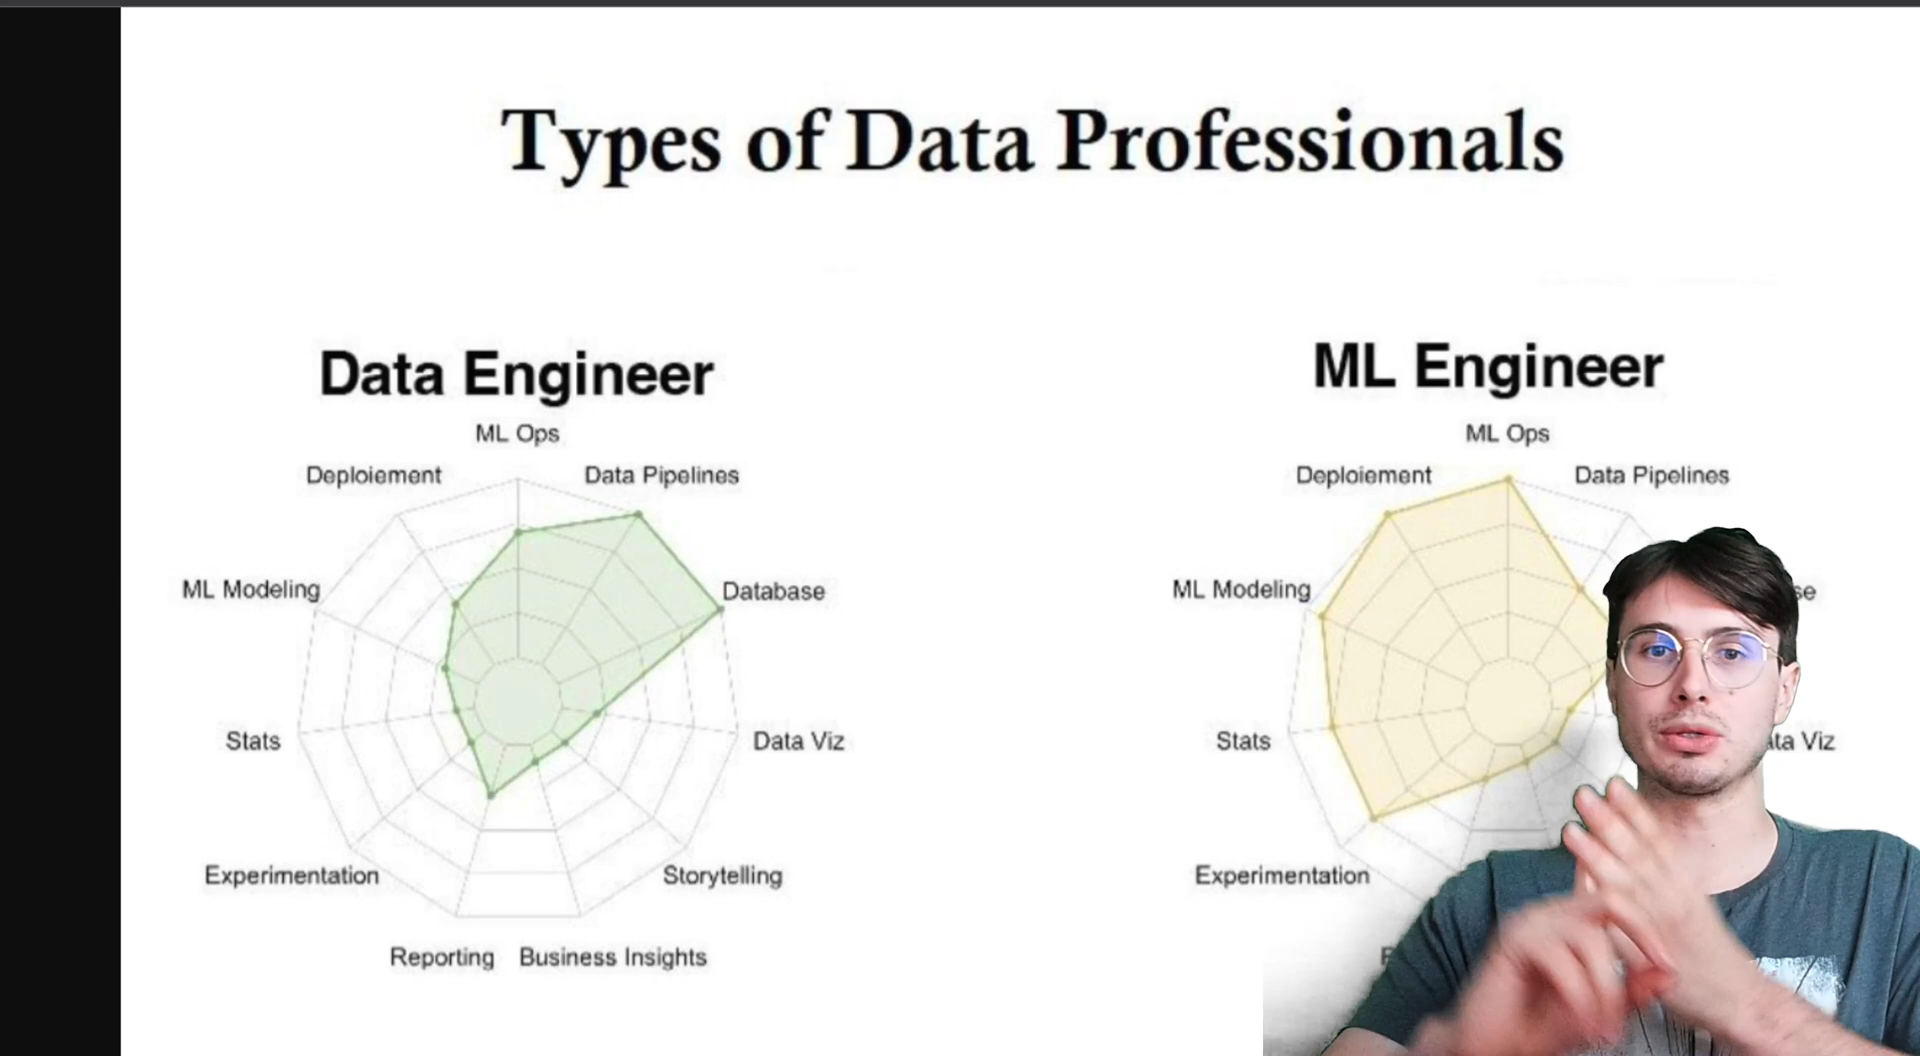 Types of Data Professionals
Data Engineer
ML Ops
Deploiement
Data Pipelines
ML Modeling
Database
Stats
Data Viz
Experimentation
Storytelling
Reporting
Business Insights
ML Engineer
ML Ops
Deploiement
Data Pipelines
ML Modeling
Stats
Viz
Experimentation